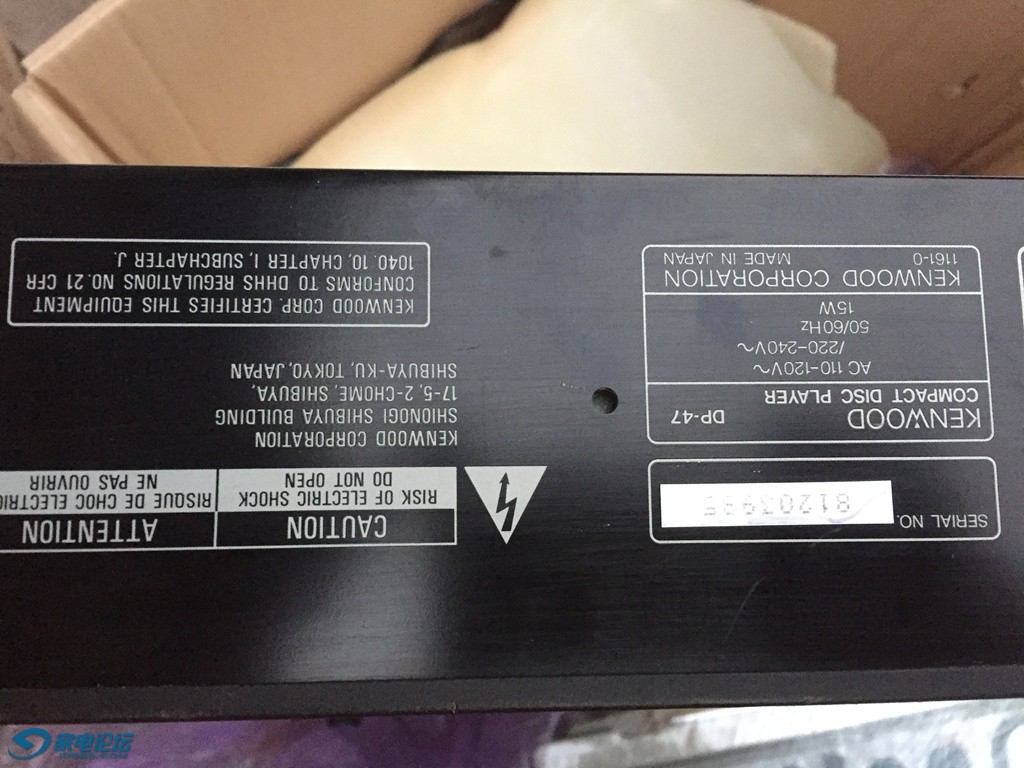 SERIAL NO.
KENWOOD DP-47
COMPACT DISC PLAYER
AC 110-120V~
/220-240V~
50/60Hz
15W
KENWOOD CORPORATION
1161-0 MADE IN JAPAN
CAUTION
RISK OF ELECTRIC SHOCK
DO NOT OPEN
ATTENTION
RISQUE DE CHOC ELECTRIC
NE PAS OUVRIR
KENWOOD CORPORATION
SHIONOGI SHIBUYA BUILDING
17-5, 2-CHOME, SHIBUYA,
SHIBUYA-KU, TOKYO, JAPAN
KENWOOD CORP. CERTIFIES THIS EQUIPMENT
CONFORMS TO DHHS REGULATIONS NO.21 CFR
1040. 10, CHAPTER I, SUBCHAPTER J.
家电论坛